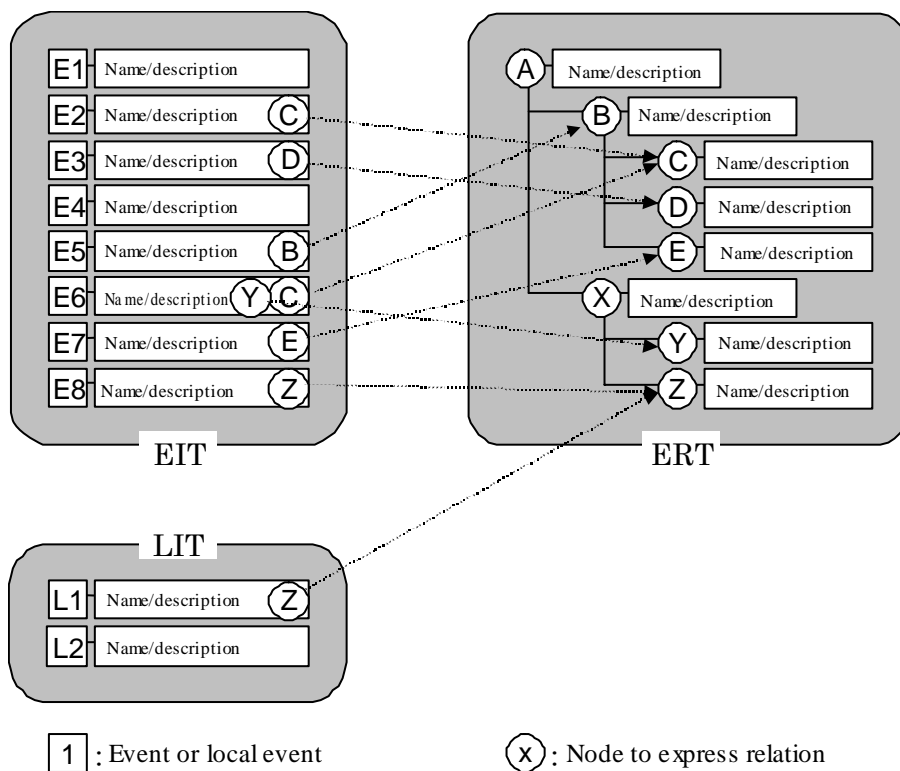 E1 Name/description
E2 Name/description C
E3 Name/description D
E4 Name/description
E5 Name/description B
E6 Name/description Y C
E7 Name/description E
E8 Name/description Z
EIT
A Name/description
B Name/description
C Name/description
D Name/description
E Name/description
X Name/description
Y Name/description
Z Name/description
ERT
LIT
L1 Name/description Z
L2 Name/description
1 : Event or local event
x : Node to express relation